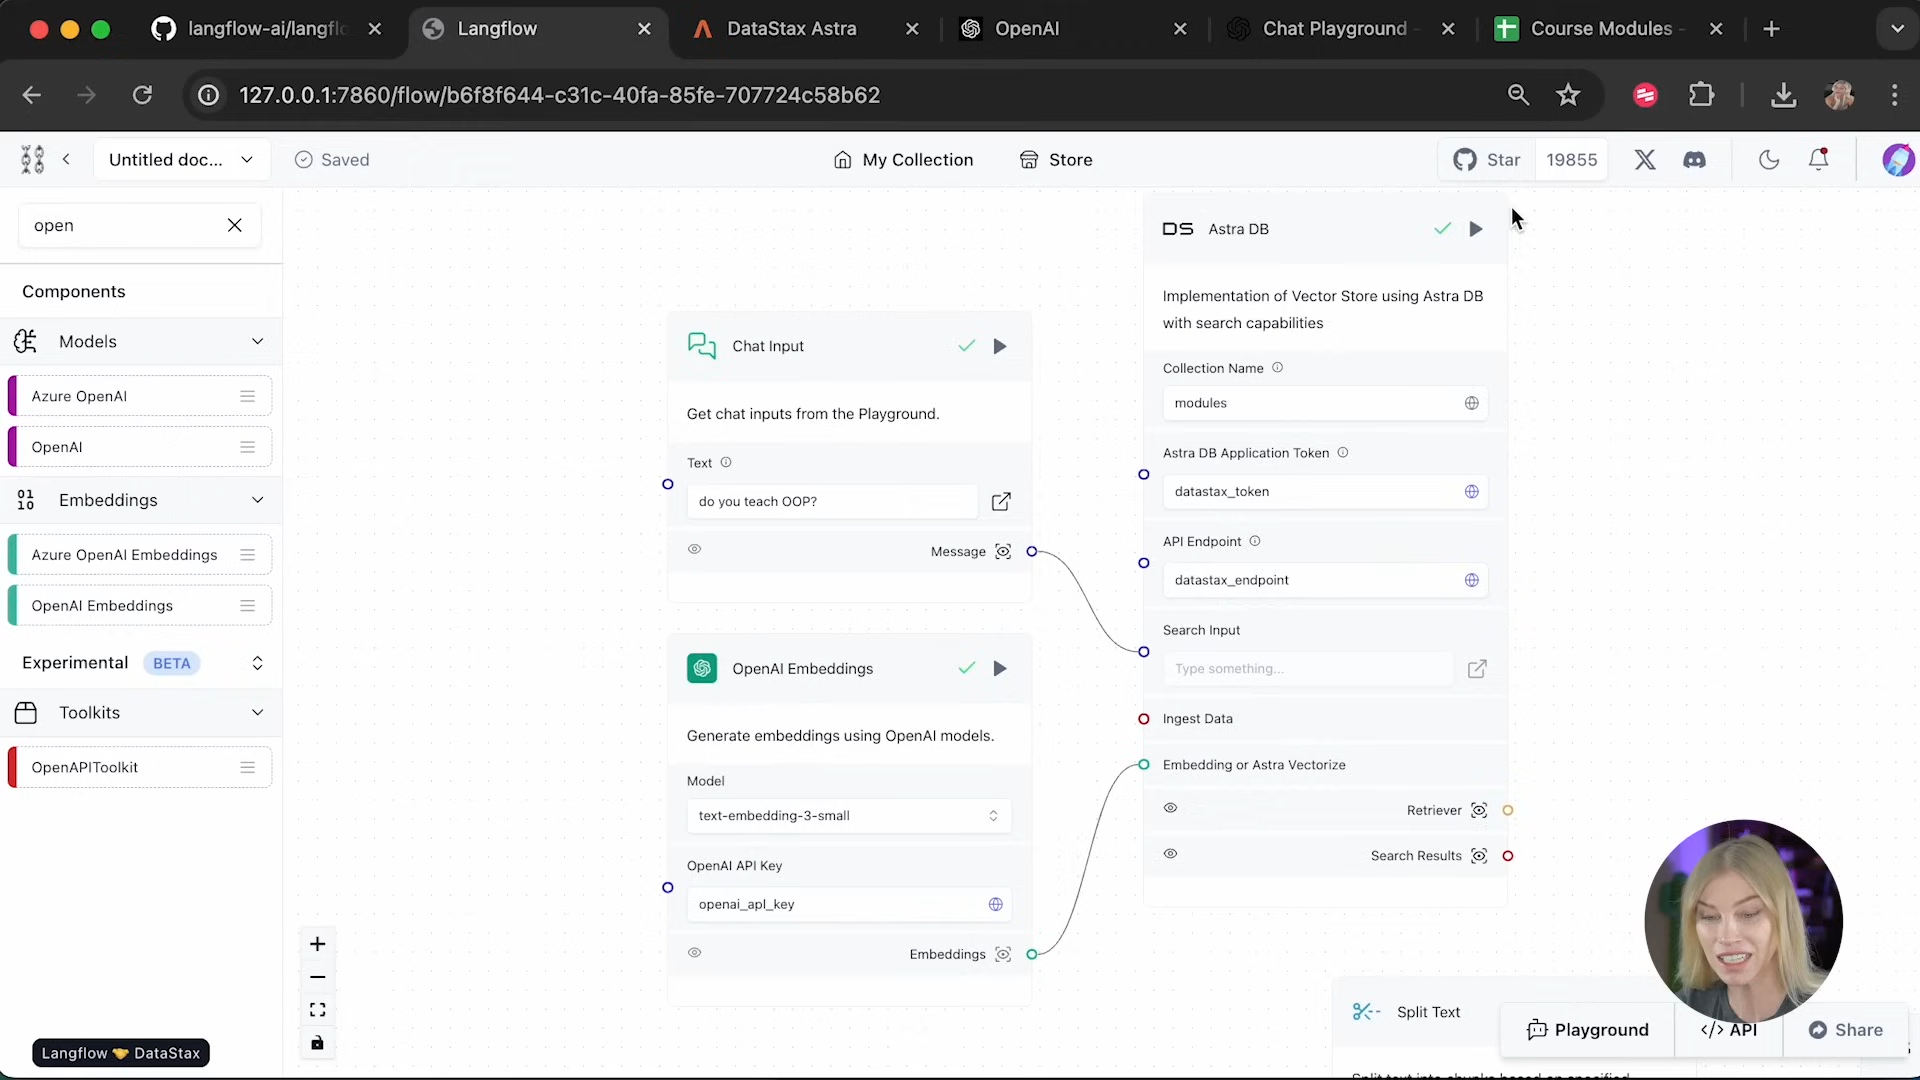 langflow-ai/langflo
Langflow
DataStax Astra
OpenAI
Chat Playground -
Course Modules -
127.0.0.1:7860/flow/b6f8f644-c31c-40fa-85fe-707724c58b62
Untitled doc...
Saved
My Collection
Store
Star
19855
open
Components
Models
Azure OpenAI
OpenAI
Embeddings
Azure OpenAI Embeddings
OpenAI Embeddings
Experimental BETA
Toolkits
OpenAPIToolkit
Langflow 🤝 DataStax
Chat Input
Get chat inputs from the Playground.
Text
do you teach OOP?
Message
OpenAI Embeddings
Generate embeddings using OpenAI models.
Model
text-embedding-3-small
OpenAI API Key
openai_apl_key
Embeddings
DS Astra DB
Implementation of Vector Store using Astra DB
with search capabilities
Collection Name
modules
Astra DB Application Token
datastax_token
API Endpoint
datastax_endpoint
Search Input
Type something...
Ingest Data
Embedding or Astra Vectorize
Retriever
Search Results
Split Text
Playground
</> API
Share